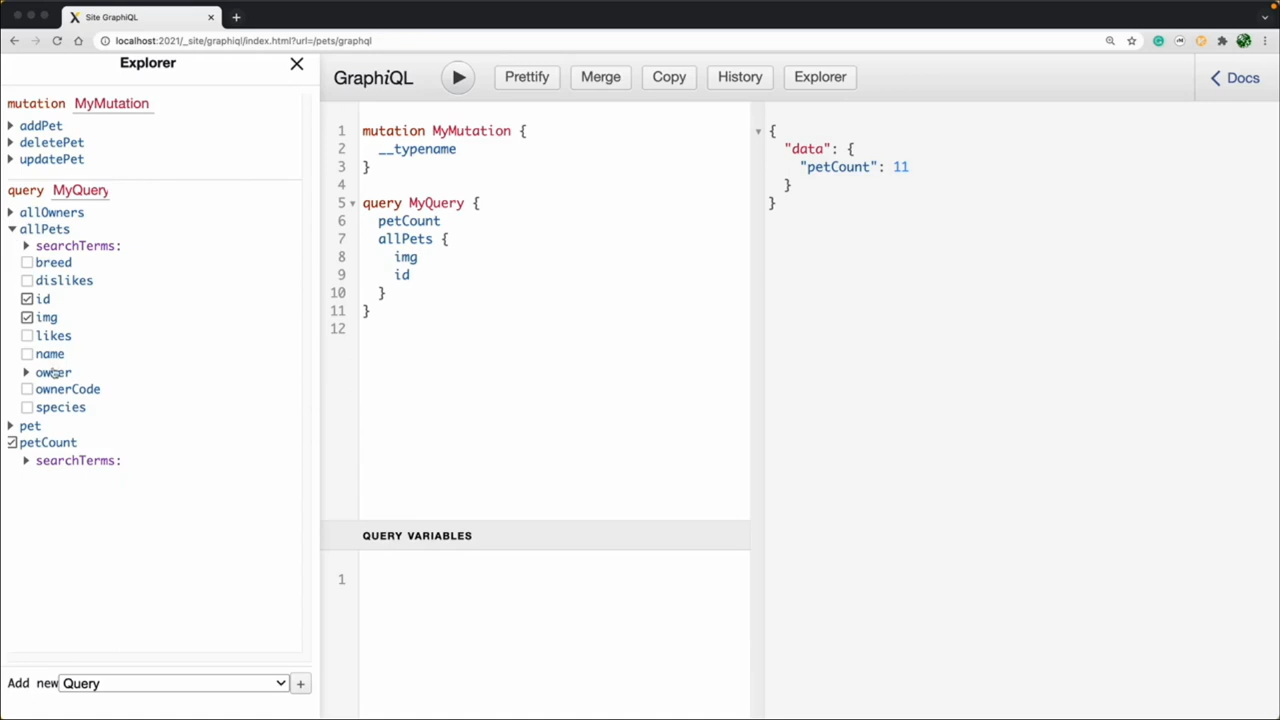 Site GraphiQL
localhost:2021/_site/graphiql/index.html?url=/pets/graphql
Explorer
mutation MyMutation
addPet
deletePet
updatePet
query MyQuery
allOwners
allPets
searchTerms:
breed
dislikes
id
img
likes
name
owner
ownerCode
species
pet
petCount
searchTerms:
Add new Query
+
GraphiQL
Prettify
Merge
Copy
History
Explorer
Docs
1 mutation MyMutation {
2 __typename
3 }
4
5 query MyQuery {
6 petCount
7 allPets {
8 img
9 id
10 }
11 }
12
QUERY VARIABLES
1
{
"data": {
"petCount": 11
}
}